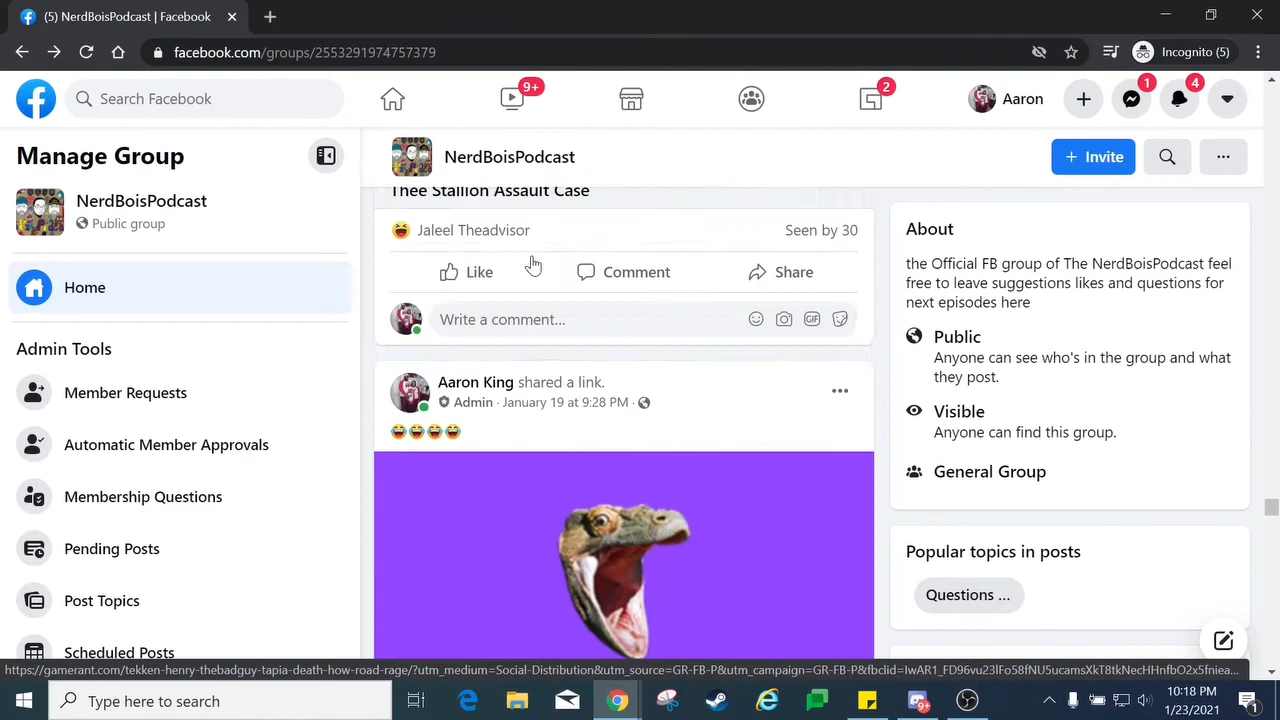 (5) NerdBoisPodcast | Facebook
facebook.com/groups/2553291974757379
Incognito (5)
Search Facebook
9+
2
Aaron
1
4
Manage Group
NerdBoisPodcast
Public group
Home
Admin Tools
Member Requests
Automatic Member Approvals
Membership Questions
Pending Posts
Post Topics
Scheduled Posts
NerdBoisPodcast
Invite
Thee Stallion Assault Case
Jaleel Theadvisor
Seen by 30
Like
Comment
Share
Write a comment...
GIF
Aaron King shared a link.
Admin · January 19 at 9:28 PM ·
😂😂😂😂
About
the Official FB group of The NerdBoisPodcast feel
free to leave suggestions likes and questions for
next episodes here
Public
Anyone can see who's in the group and what
they post.
Visible
Anyone can find this group.
General Group
Popular topics in posts
Questions ...
Type here to search
9+
10:18 PM
1/23/2021
1